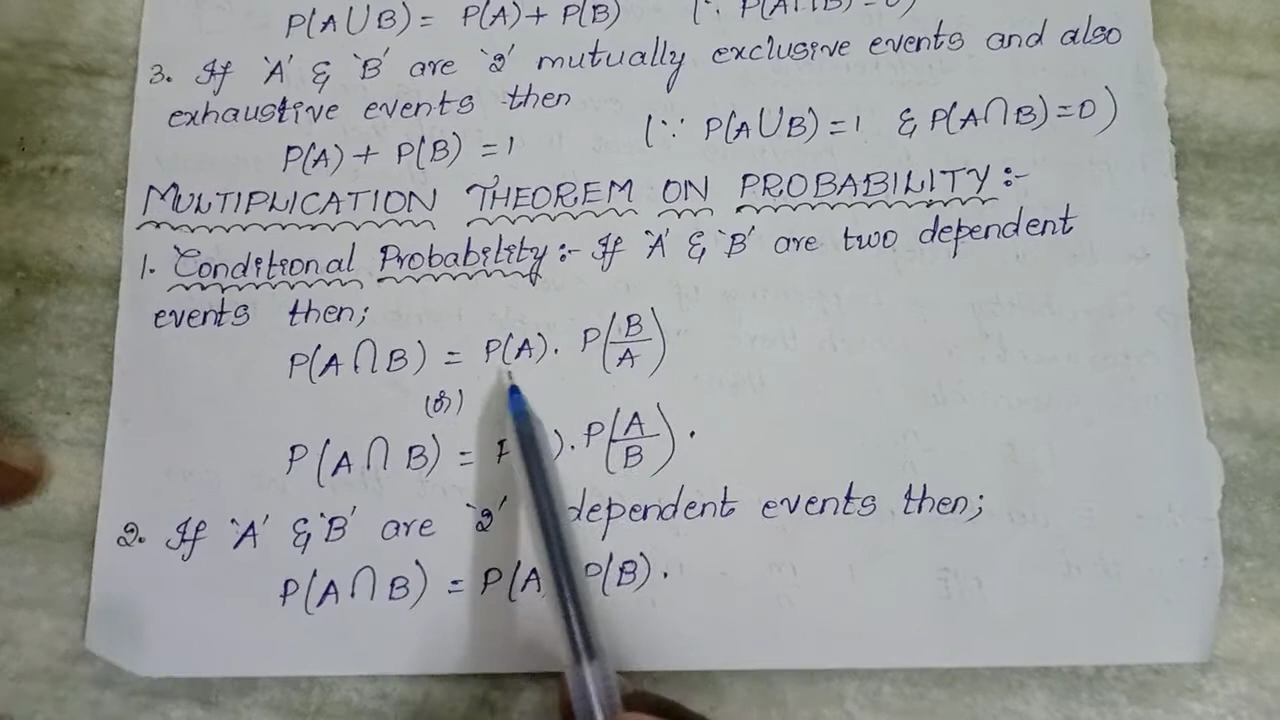 P(A∪B) = P(A) + P(B) (∵ P(A∩B) = 0)
3. If 'A' & 'B' are '2' mutually exclusive events and also
exhaustive events then
P(A) + P(B) = 1 (∵ P(A∪B) = 1 & P(A∩B) = 0)
MULTIPLICATION THEOREM ON PROBABILITY :-
1. Conditional Probability :- If 'A' & 'B' are two dependent
events then;
P(A∩B) = P(A). P(B/A)
(or)
P(A∩B) = ). P(A/B).
2. If 'A' & 'B' are '2' dependent events then;
P(A∩B) = P(A P(B).